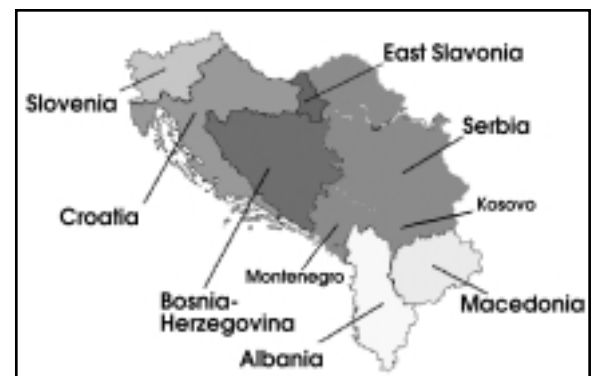 East Slavonia
Slovenia
Serbia
Kosovo
Croatia
Montenegro
Bosnia-
Herzegovina
Macedonia
Albania